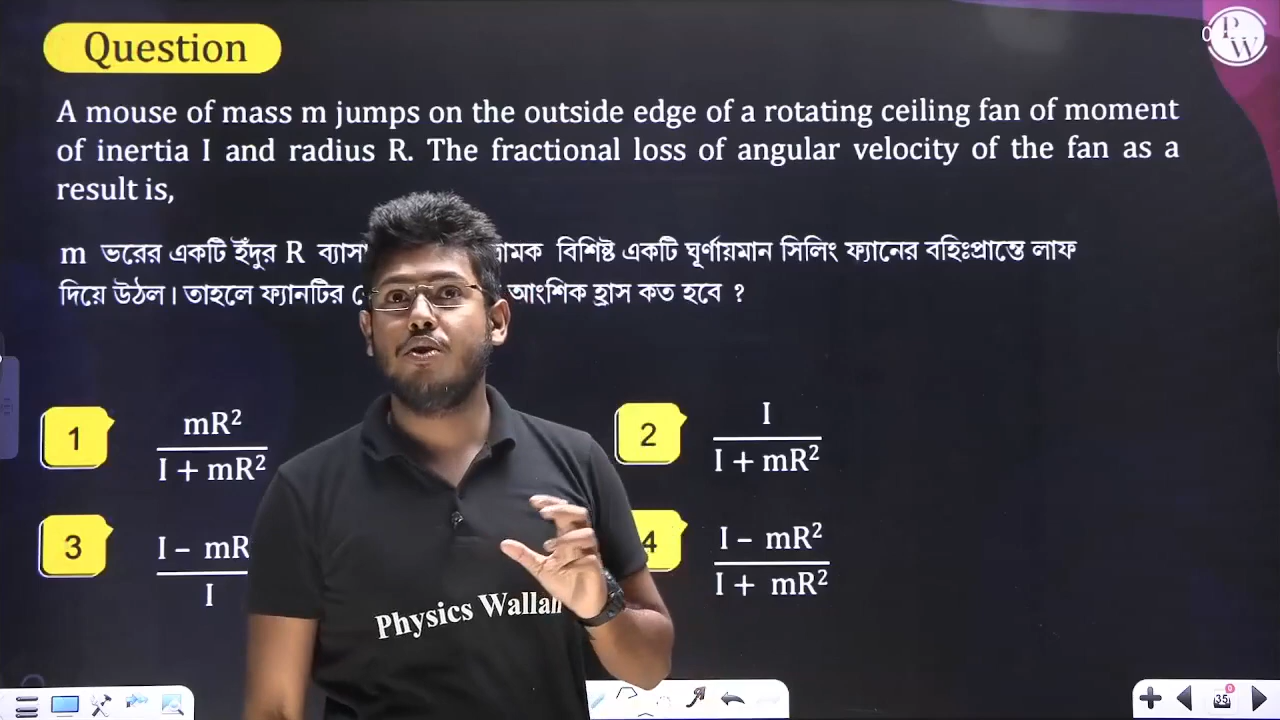 Question
PW
A mouse of mass m jumps on the outside edge of a rotating ceiling fan of moment
of inertia I and radius R. The fractional loss of angular velocity of the fan as a
result is,
m ভরের একটি ইঁদুর R বিশিষ্ট একটি ঘূর্ণায়মান সিলিং ফ্যানের বহিঃপ্রান্তে লাফ
দিয়ে উঠল। তাহলে ফ্যানটির আংশিক হ্রাস কত হবে ?
1
mR²
I + mR²
2
I
I + mR²
3
I – mR
I
4
I – mR²
I + mR²
Physics Wallah
35